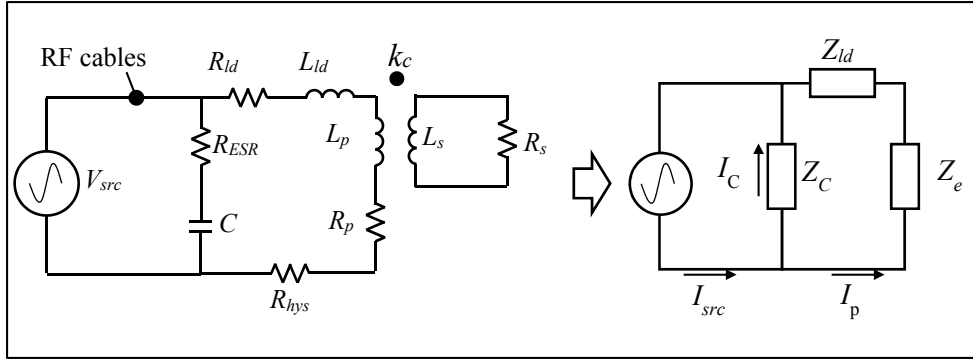 RF cables
R_ld
L_ld
k_c
L_p
L_s
R_s
R_ESR
V_src
C
R_p
R_hys
Z_ld
I_C
Z_C
Z_e
I_src
I_p